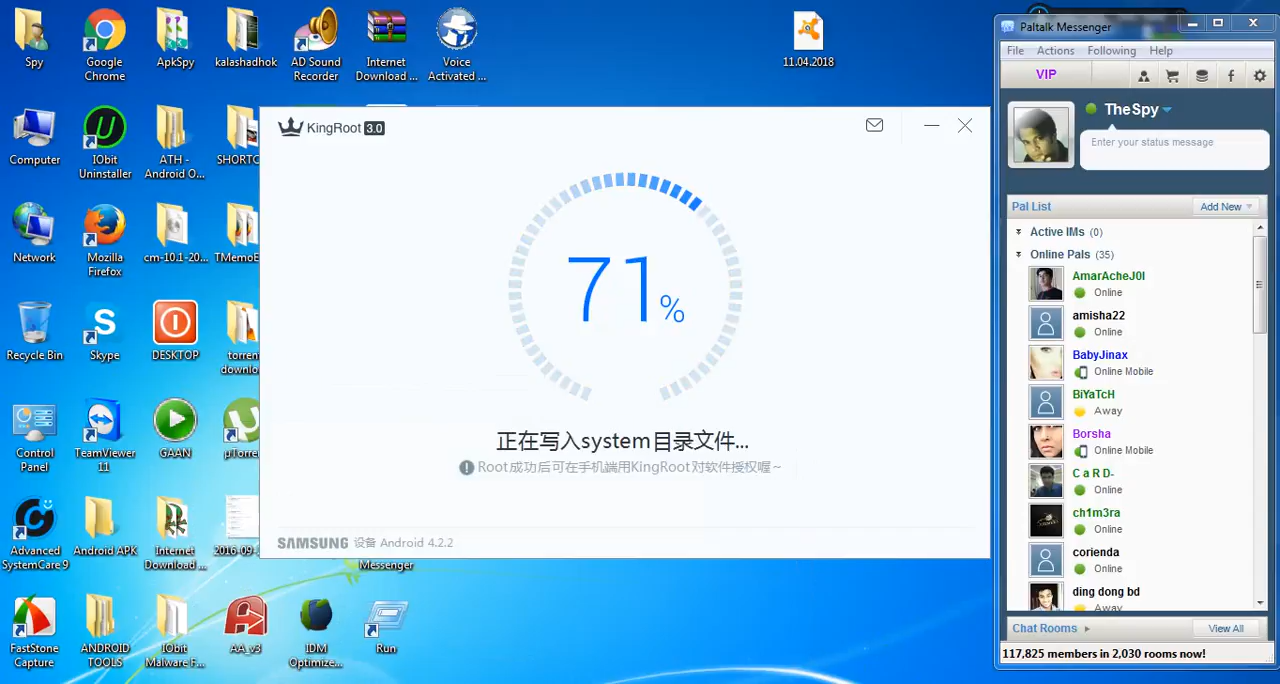 Spy
Google
Chrome
ApkSpy
kalashadhok
AD Sound
Recorder
Internet
Download ...
Voice
Activated ...
11.04.2018
Computer
IObit
Uninstaller
ATH -
Android O...
SHORTC
Network
Mozilla
Firefox
cm-10.1-20...
TMemoE
Recycle Bin
Skype
DESKTOP
torren
downlo
Control
Panel
TeamViewer
11
GAAN
µTorre
Advanced
SystemCare 9
Android APK
Internet
Download ...
2016-09-
Messenger
FastStone
Capture
ANDROID
TOOLS
IObit
Malware F...
AA_v3
IDM
Optimize...
Run
KingRoot 3.0
71%
正在写入system目录文件...
Root成功后可在手机端用KingRoot对软件授权喔~
SAMSUNG 设备 Android 4.2.2
Paltalk Messenger
File Actions Following Help
VIP
TheSpy
Enter your status message
Pal List
Add New
Active IMs (0)
Online Pals (35)
AmarAcheJ0l
Online
amisha22
Online
BabyJinax
Online Mobile
BiYaTcH
Away
Borsha
Online Mobile
C a R D-
Online
ch1m3ra
Online
corienda
Online
ding dong bd
Away
Chat Rooms
View All
117,825 members in 2,030 rooms now!